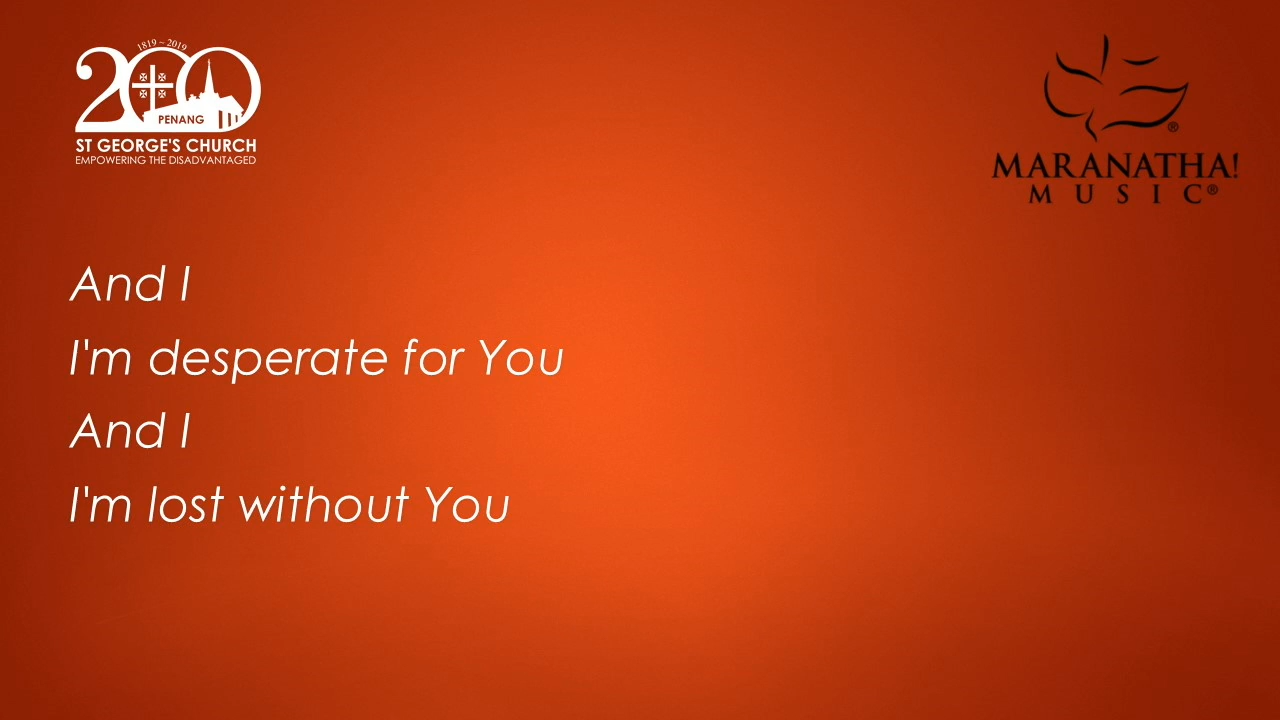 1819 ~ 2019
200
PENANG
ST GEORGE'S CHURCH
EMPOWERING THE DISADVANTAGED
MARANATHA!
MUSIC®
And I
I'm desperate for You
And I
I'm lost without You